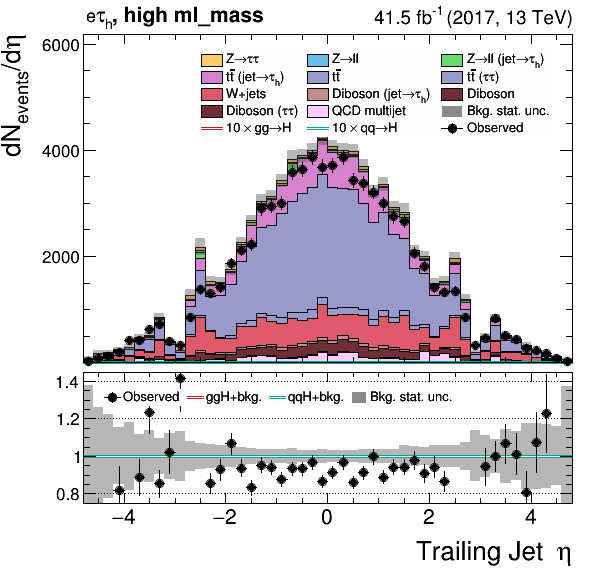 eτh, high ml_mass 41.5 fb⁻¹ (2017, 13 TeV)
dNevents/dη
6000
4000
2000
Z→ττ Z→ll Z→ll (jet→τh)
tt̄ (jet→τh) tt̄ tt̄ (ττ)
W+jets Diboson (jet→τh) Diboson
Diboson (ττ) QCD multijet Bkg. stat. unc.
10 × gg→H 10 × qq→H Observed
1.4
1.2
1
0.8
Observed ggH+bkg. qqH+bkg. Bkg. stat. unc.
−4 −2 0 2 4
Trailing Jet η